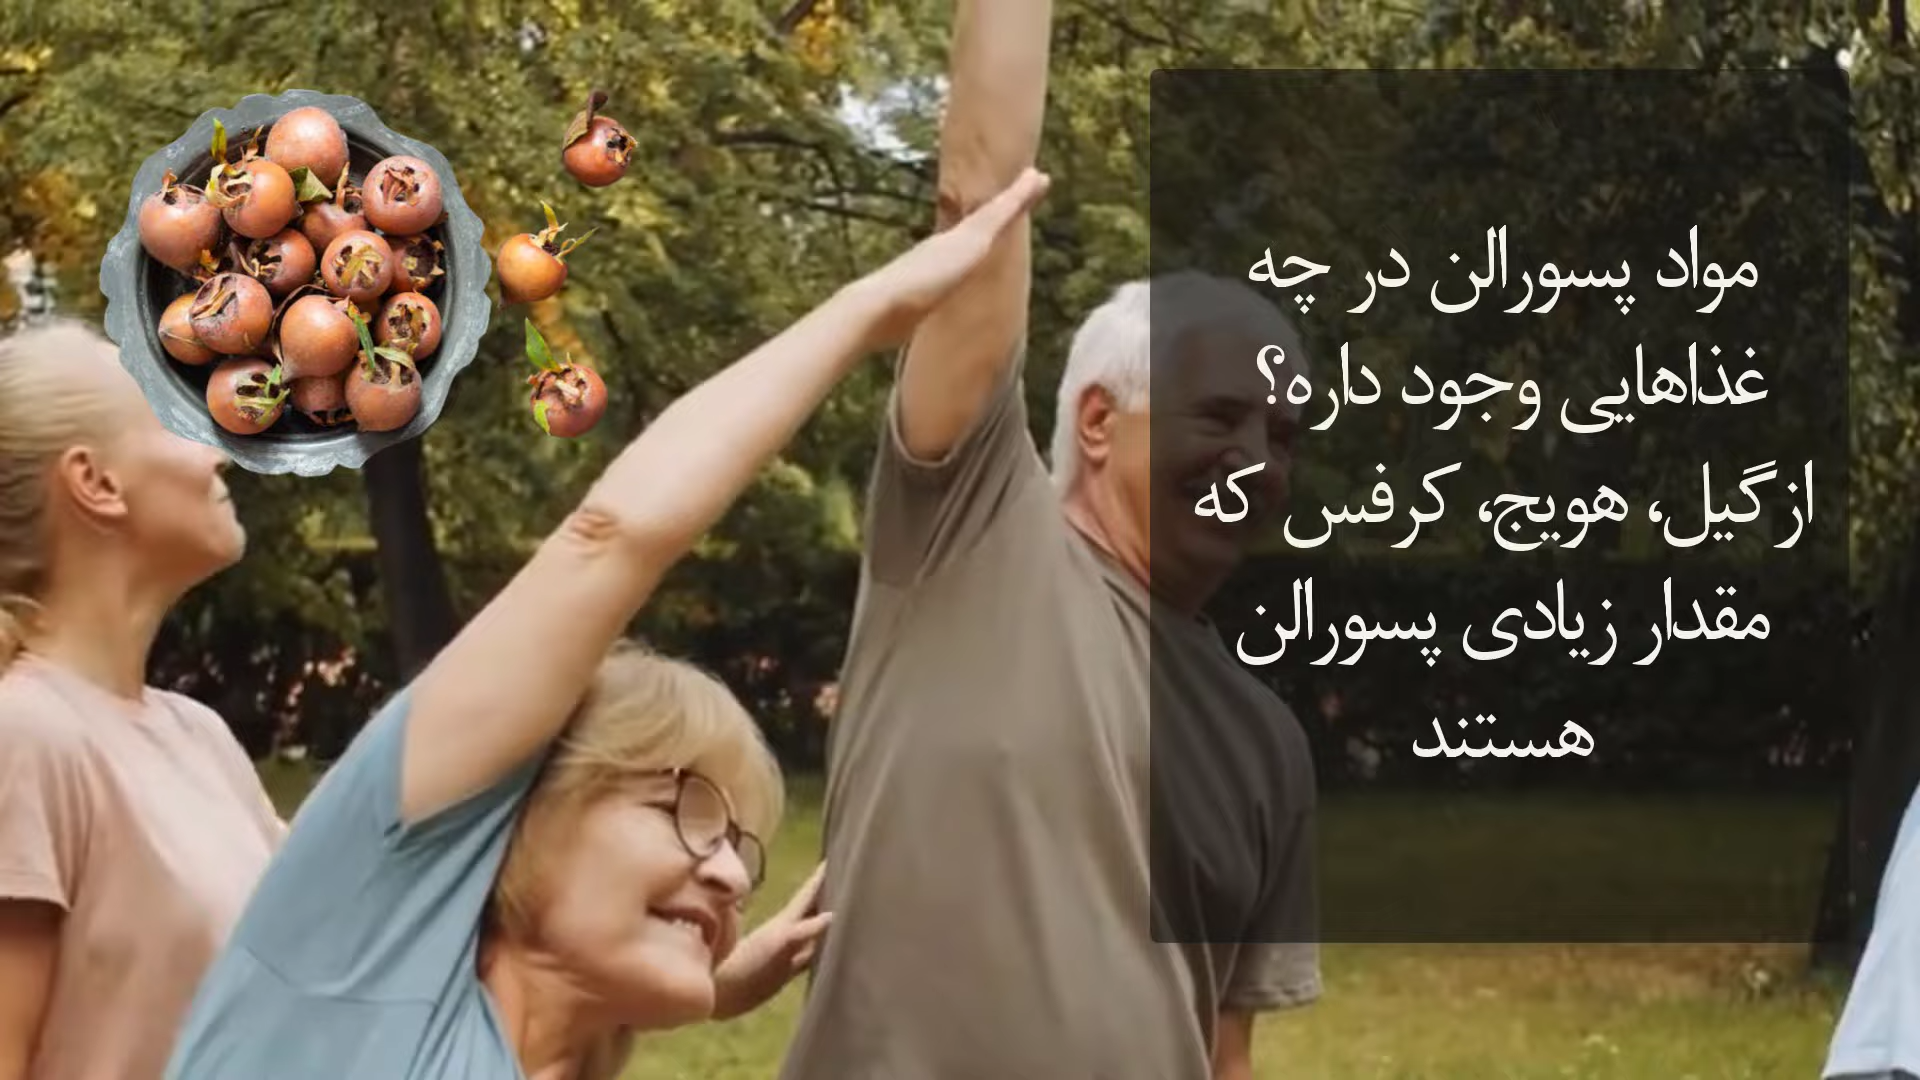 مواد پسورالن در چه
غذاهایی وجود داره؟
ازگیل، هویج، کرفس که
مقدار زیادی پسورالن
هستند